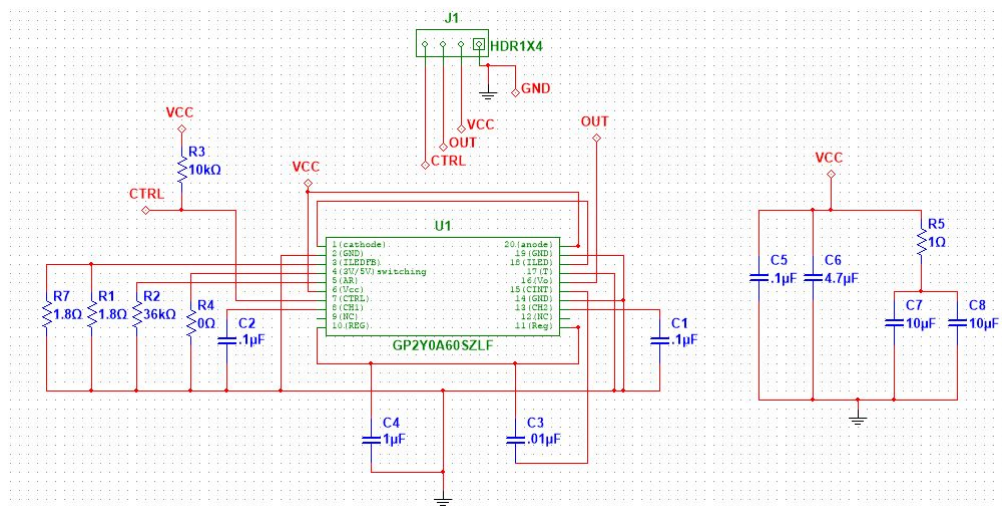 J1
HDR1X4
GND
VCC
OUT
CTRL
VCC
R3
10kΩ
CTRL
VCC
OUT
VCC
U1
1(cathode)
2(GND)
3(ILEDFB)
4(3V/5V)switching
5(AR)
6(Vcc)
7(CTRL)
8(CH1)
9(NC)
10(REG)
20(anode)
19(GND)
18(ILED)
17(T)
16(Vo)
15(CINT)
14(GND)
13(CH2)
12(NC)
11(Reg)
GP2Y0A60SZLF
R7
1.8Ω
R1
1.8Ω
R2
36kΩ
R4
0Ω
C2
.1µF
C1
.1µF
C4
1µF
C3
.01µF
R5
1Ω
C5
.1µF
C6
4.7µF
C7
10µF
C8
10µF